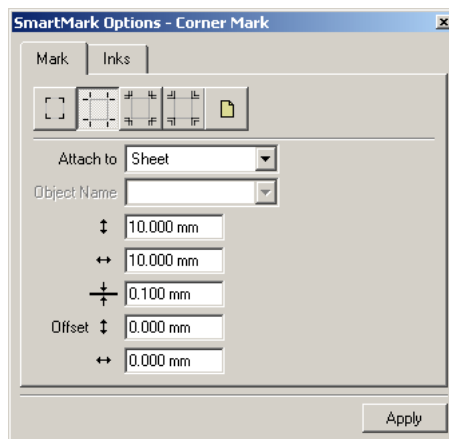 SmartMark Options - Corner Mark
Mark Inks
Attach to Sheet
Object Name
10.000 mm
10.000 mm
0.100 mm
Offset 0.000 mm
0.000 mm
Apply